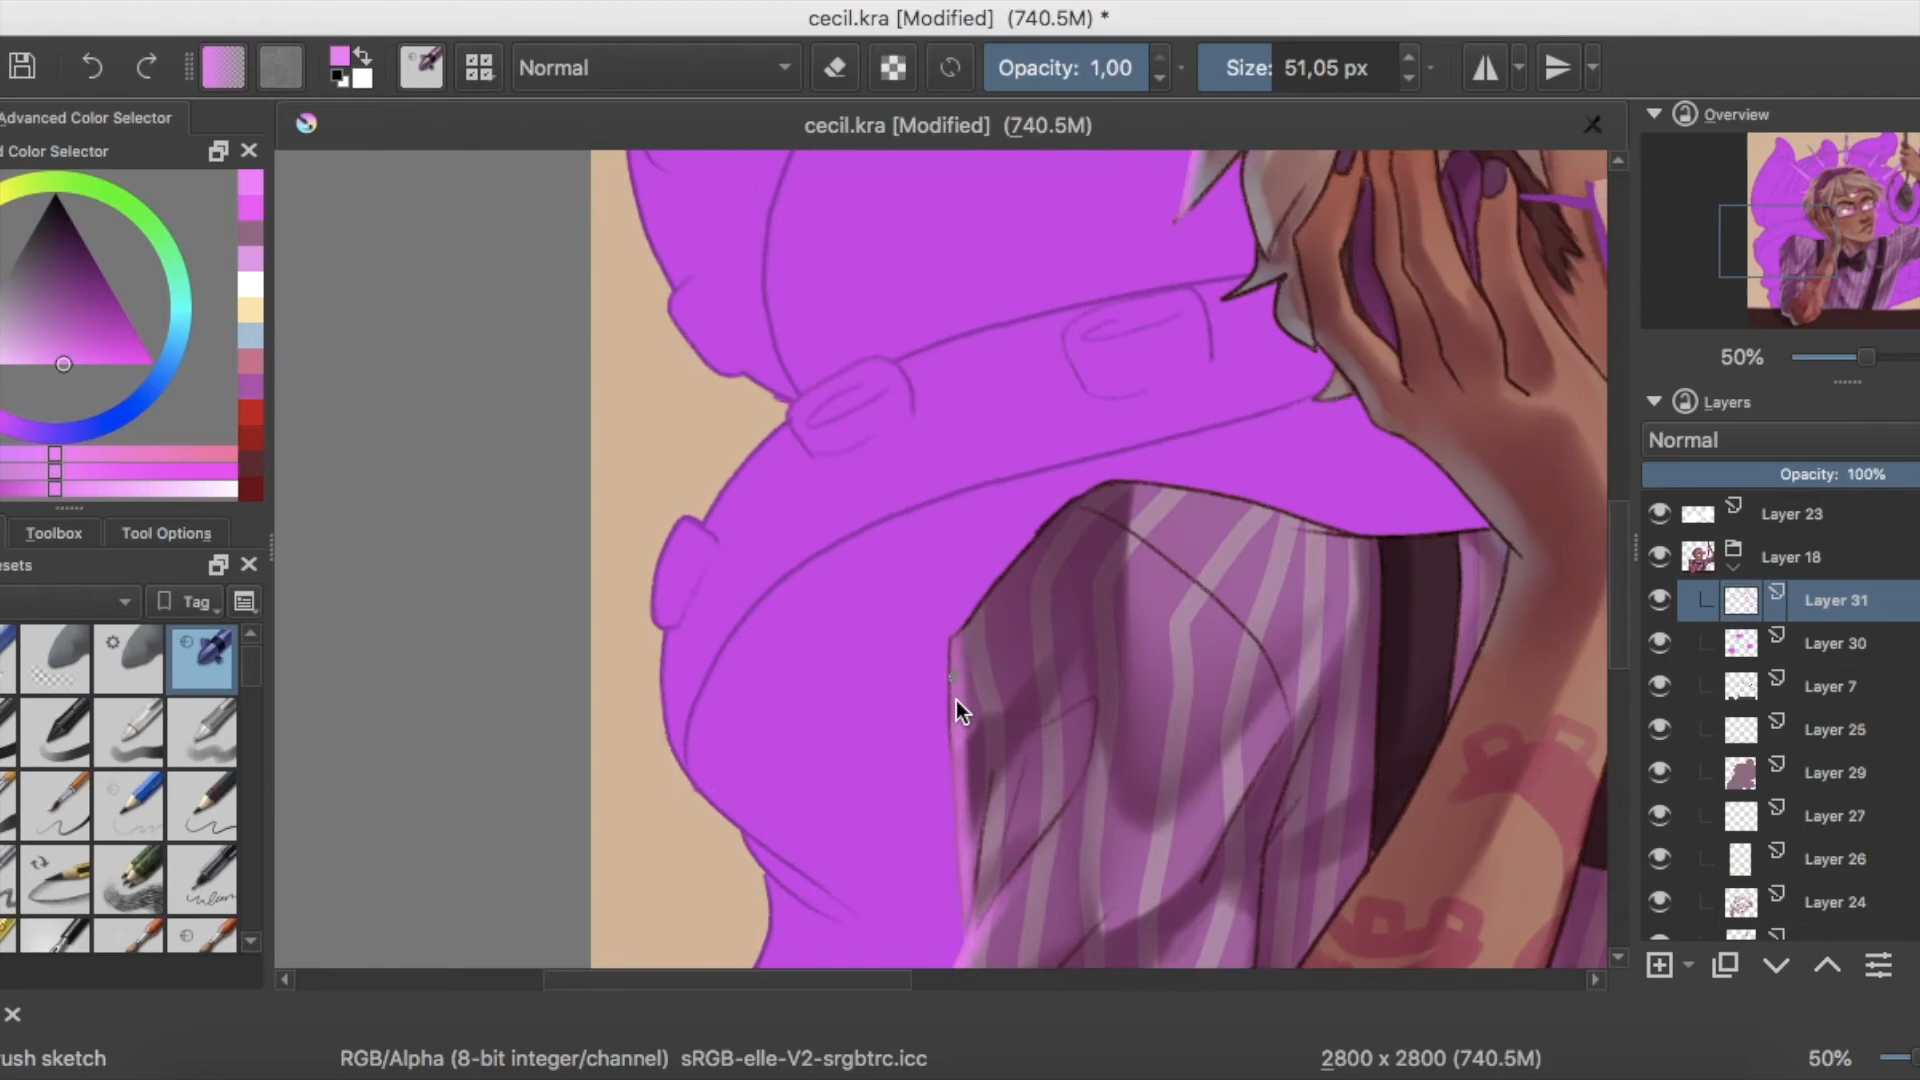 cecil.kra [Modified] (740.5M) *
Normal
Opacity: 1,00
Size: 51,05 px
Advanced Color Selector
cecil.kra [Modified] (740.5M)
Overview
d Color Selector
50%
Layers
Normal
Opacity: 100%
Layer 23
Toolbox
Tool Options
Layer 18
esets
Tag
Layer 31
Layer 30
Layer 7
Layer 25
Layer 29
Layer 27
Layer 26
Layer 24
ush sketch
RGB/Alpha (8-bit integer/channel) sRGB-elle-V2-srgbtrc.icc
2800 x 2800 (740.5M)
50%